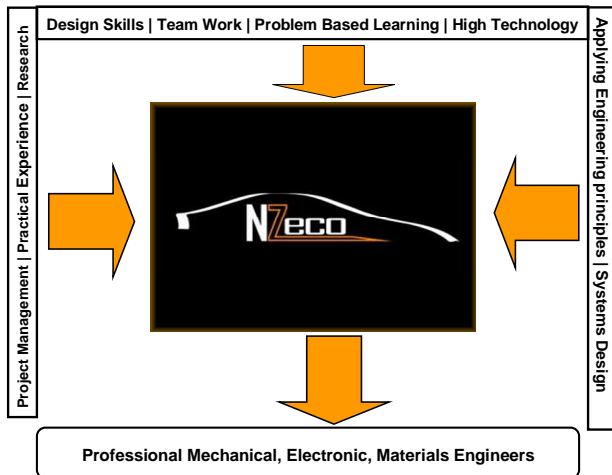 Design Skills | Team Work | Problem Based Learning | High Technology
Project Management | Practical Experience | Research
NZeco
Applying Engineering principles | Systems Design
Professional Mechanical, Electronic, Materials Engineers